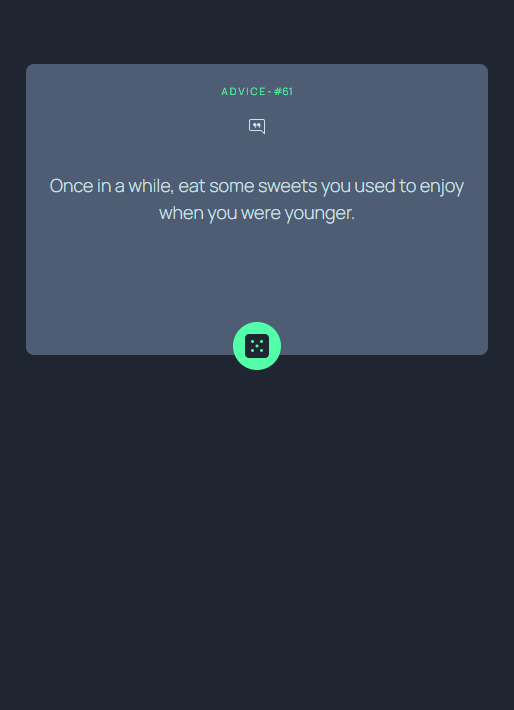 ADVICE-#61
Once in a while, eat some sweets you used to enjoy
when you were younger.